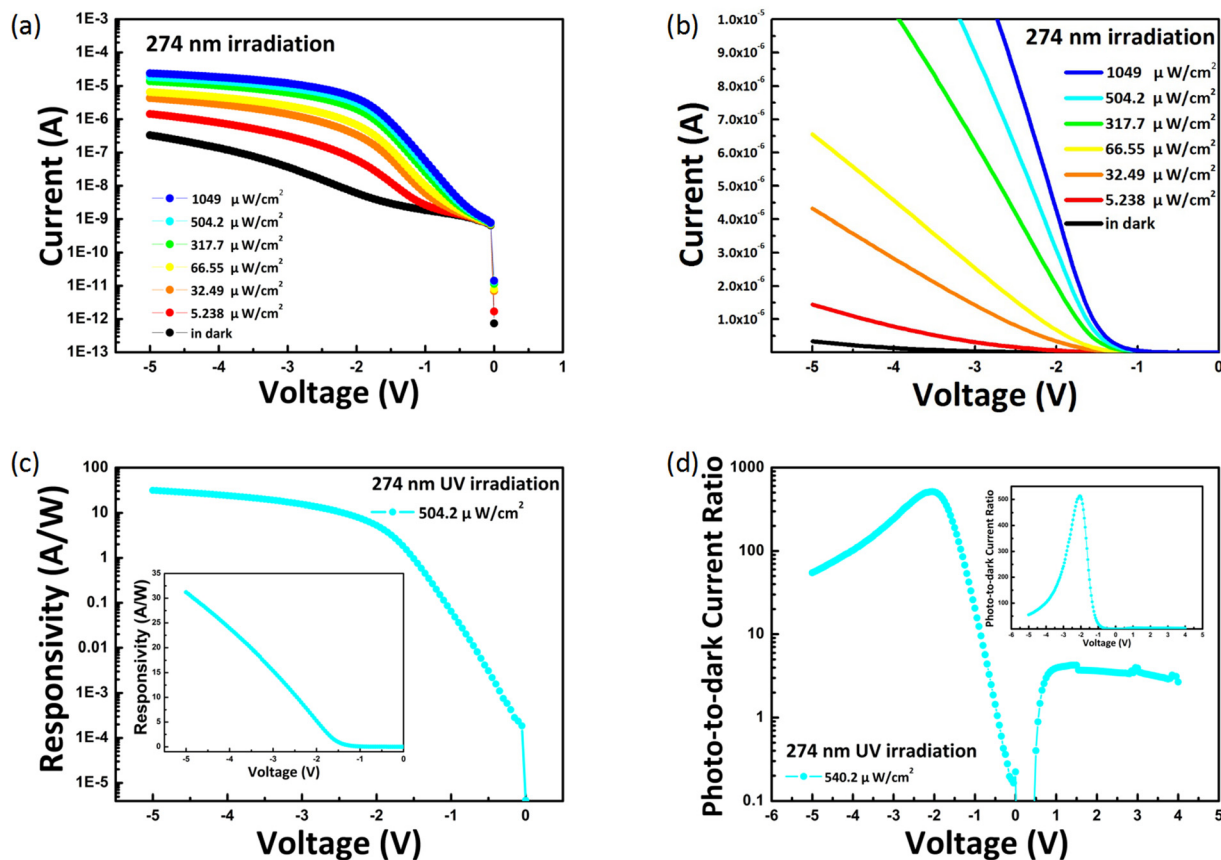 (a)
274 nm irradiation
Current (A)
1E-3
1E-4
1E-5
1E-6
1E-7
1E-8
1E-9
1E-10
1E-11
1E-12
1E-13
1049 μ W/cm²
504.2 μ W/cm²
317.7 μ W/cm²
66.55 μ W/cm²
32.49 μ W/cm²
5.238 μ W/cm²
in dark
-5 -4 -3 -2 -1 0 1
Voltage (V)
(b)
274 nm irradiation
Current (A)
1.0x10⁻⁵
9.0x10⁻⁶
8.0x10⁻⁶
7.0x10⁻⁶
6.0x10⁻⁶
5.0x10⁻⁶
4.0x10⁻⁶
3.0x10⁻⁶
2.0x10⁻⁶
1.0x10⁻⁶
1049 μ W/cm²
504.2 μ W/cm²
317.7 μ W/cm²
66.55 μ W/cm²
32.49 μ W/cm²
5.238 μ W/cm²
in dark
-5 -4 -3 -2 -1 0
Voltage (V)
(c)
274 nm UV irradiation
504.2 μ W/cm²
Responsivity (A/W)
100
10
1
0.1
0.01
1E-3
1E-4
1E-5
Responsivity (A/W)
35
30
25
20
15
10
5
0
-5 -4 -3 -2 -1 0
Voltage (V)
-5 -4 -3 -2 -1 0
Voltage (V)
(d)
Photo-to-dark Current Ratio
1000
100
10
1
0.1
Photo-to-dark Current Ratio
500
400
300
200
100
-6 -5 -4 -3 -2 -1 0 1 2 3 4 5
Voltage (V)
274 nm UV irradiation
540.2 μ W/cm²
-6 -5 -4 -3 -2 -1 0 1 2 3 4 5
Voltage (V)